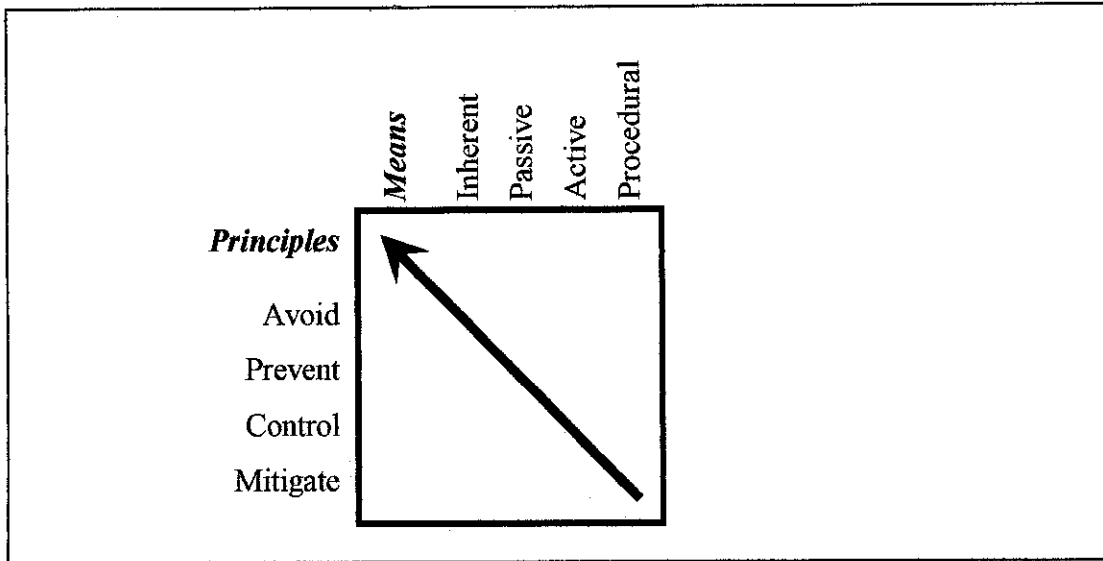 Means
Inherent
Passive
Active
Procedural
Principles
Avoid
Prevent
Control
Mitigate